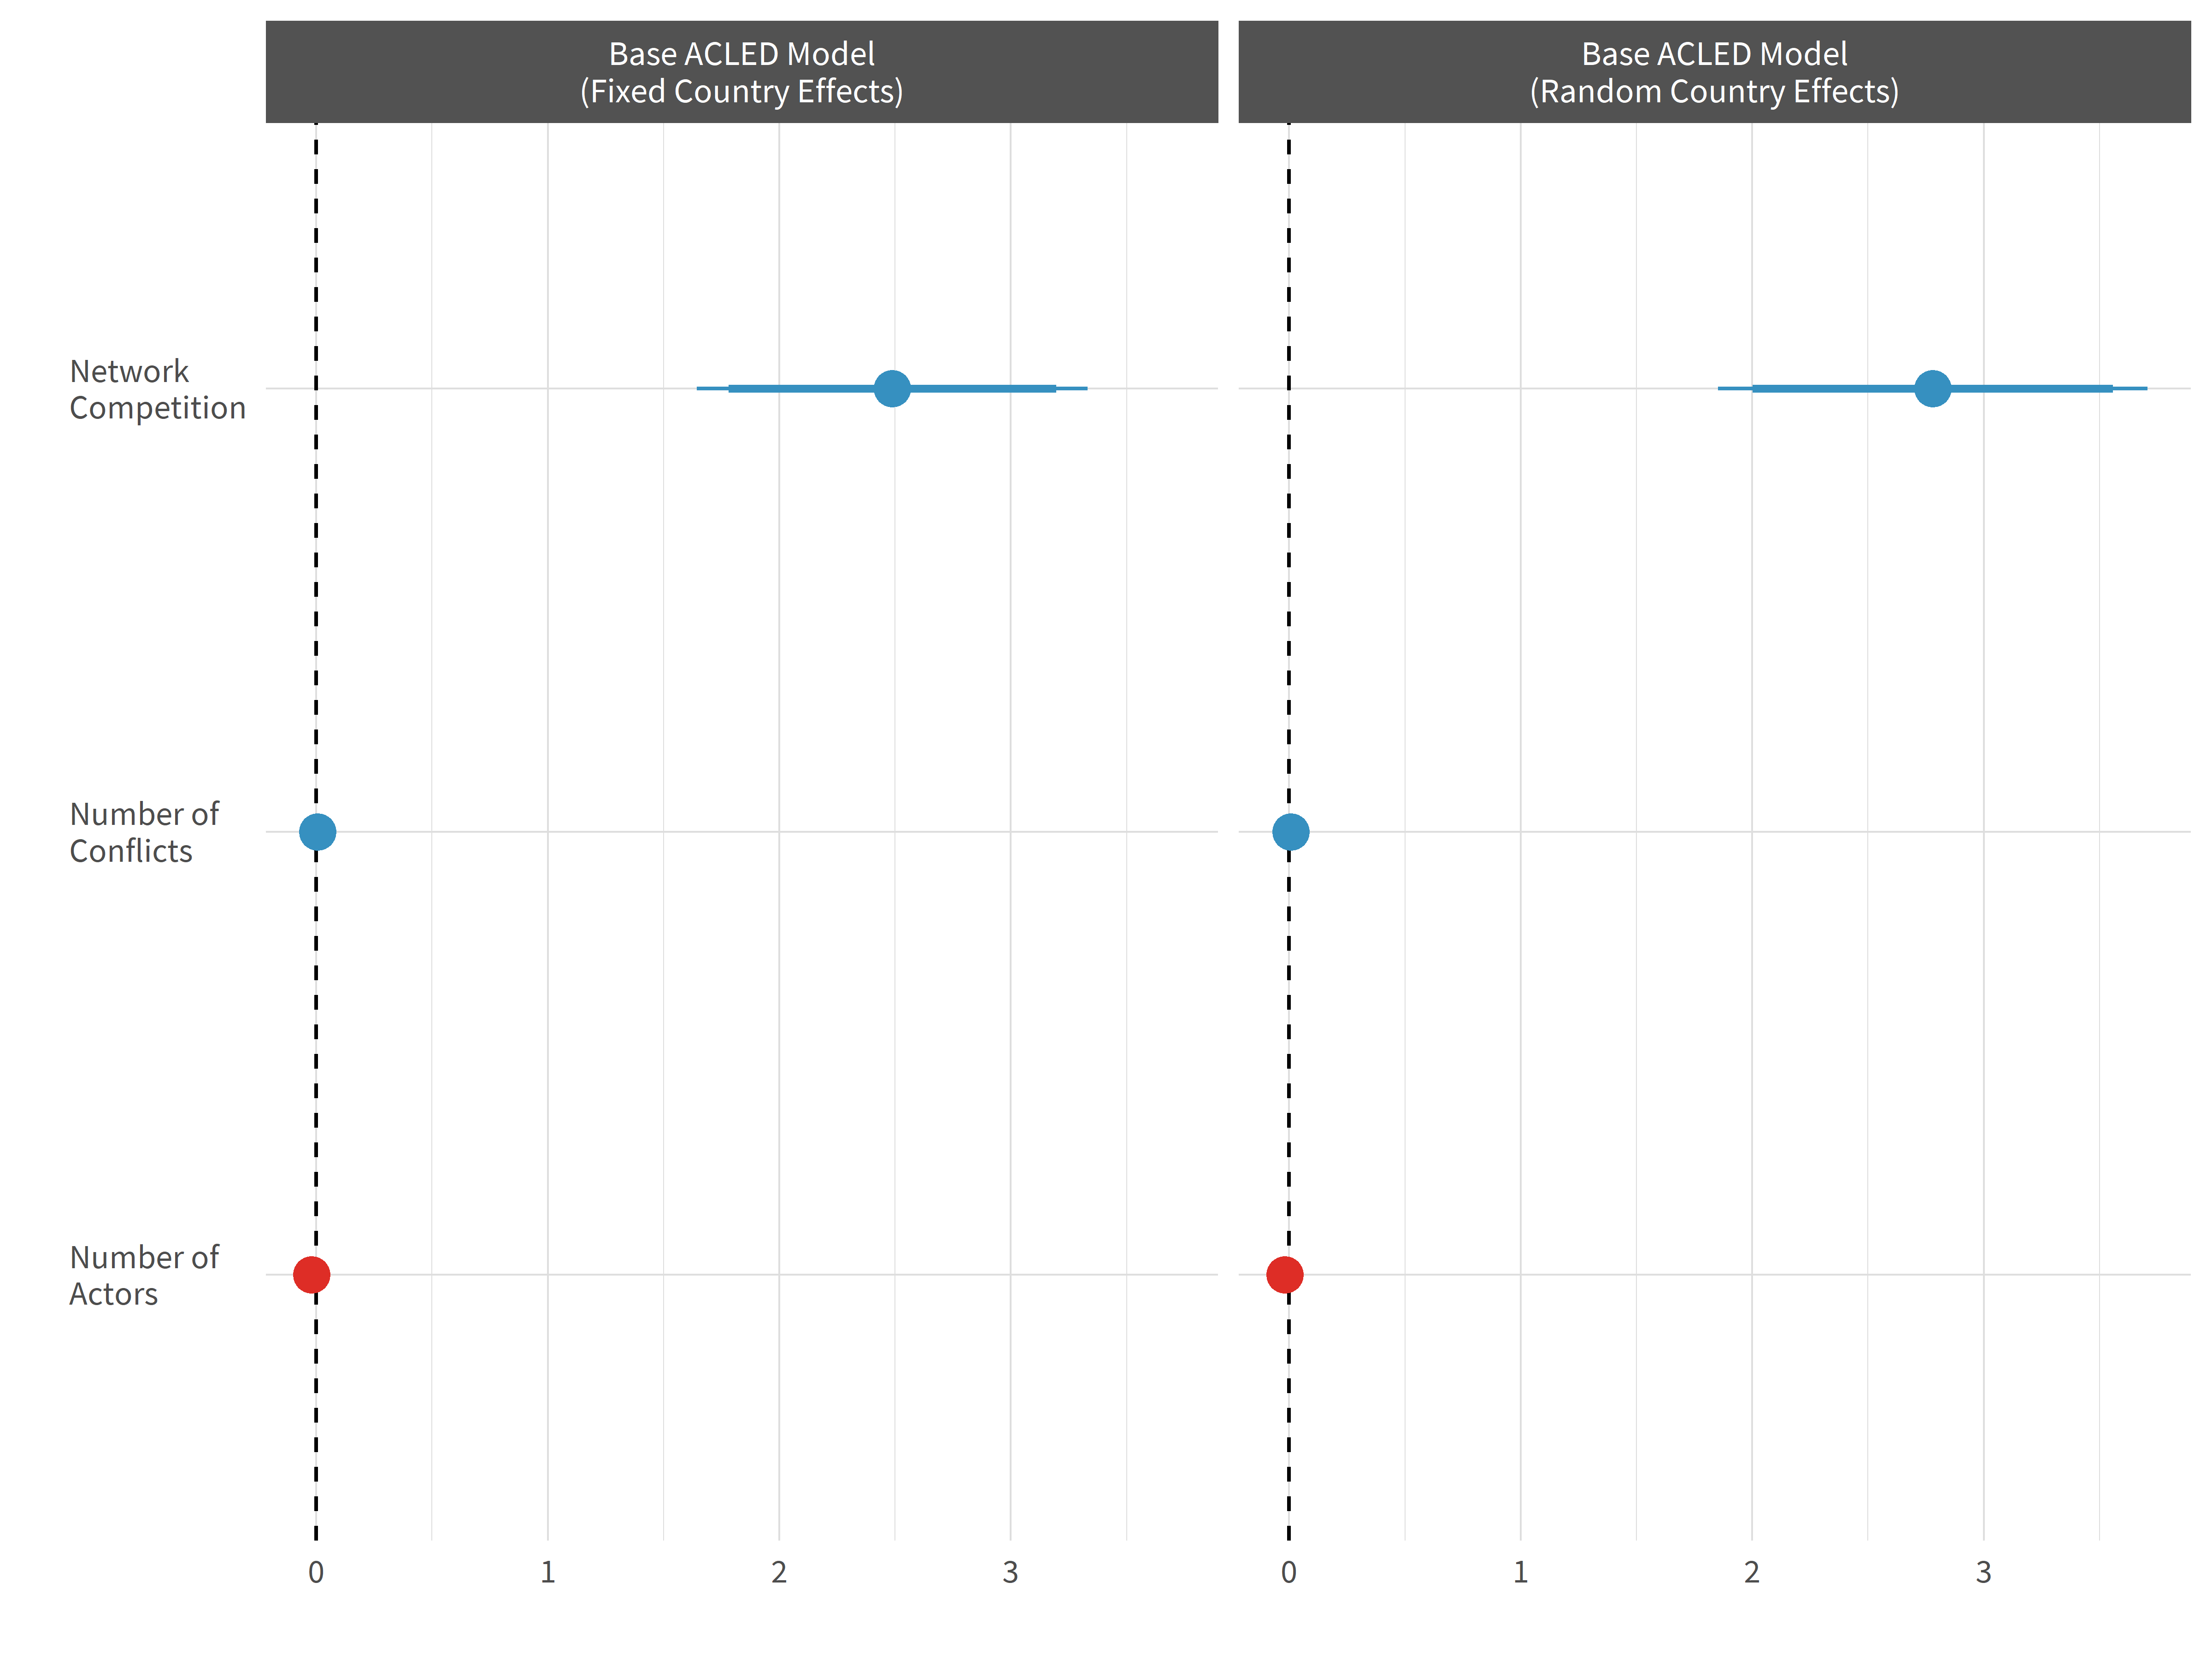 Base ACLED Model
(Fixed Country Effects)
Base ACLED Model
(Random Country Effects)
Network
Competition
Number of
Conflicts
Number of
Actors
0 1 2 3
0 1 2 3